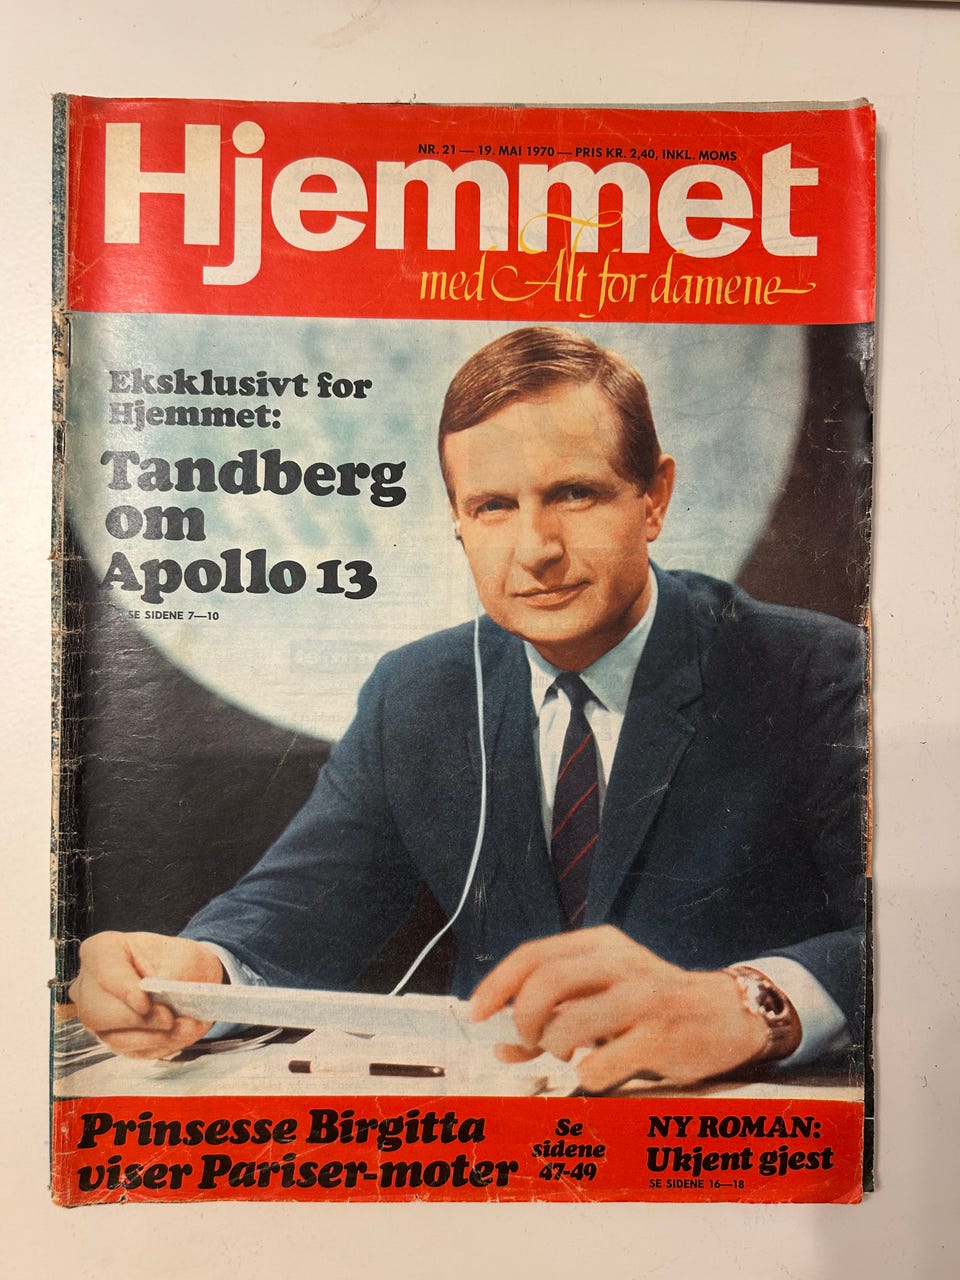 NR. 21 — 19. MAI 1970 — PRIS KR. 2,40, INKL. MOMS
Hjemmet
med Alt for damene
Eksklusivt for
Hjemmet:
Tandberg
om
Apollo 13
SE SIDENE 7—10
Prinsesse Birgitta
viser Pariser-moter
Se
sidene
47-49
NY ROMAN:
Ukjent gjest
SE SIDENE 16—18